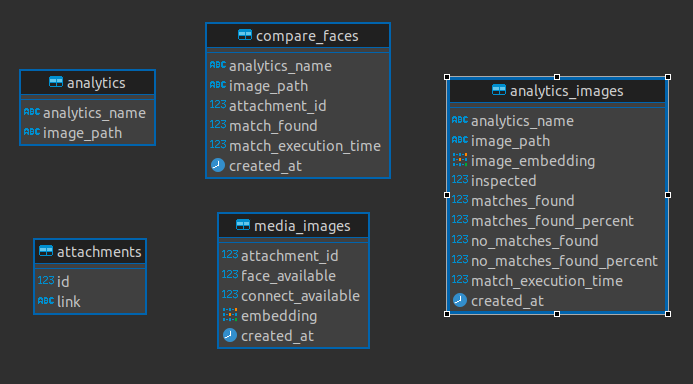 analytics
ABC analytics_name
ABC image_path
compare_faces
ABC analytics_name
ABC image_path
123 attachment_id
123 match_found
123 match_execution_time
created_at
analytics_images
ABC analytics_name
ABC image_path
image_embedding
123 inspected
123 matches_found
123 matches_found_percent
123 no_matches_found
123 no_matches_found_percent
123 match_execution_time
created_at
attachments
123 id
ABC link
media_images
123 attachment_id
123 face_available
123 connect_available
embedding
created_at